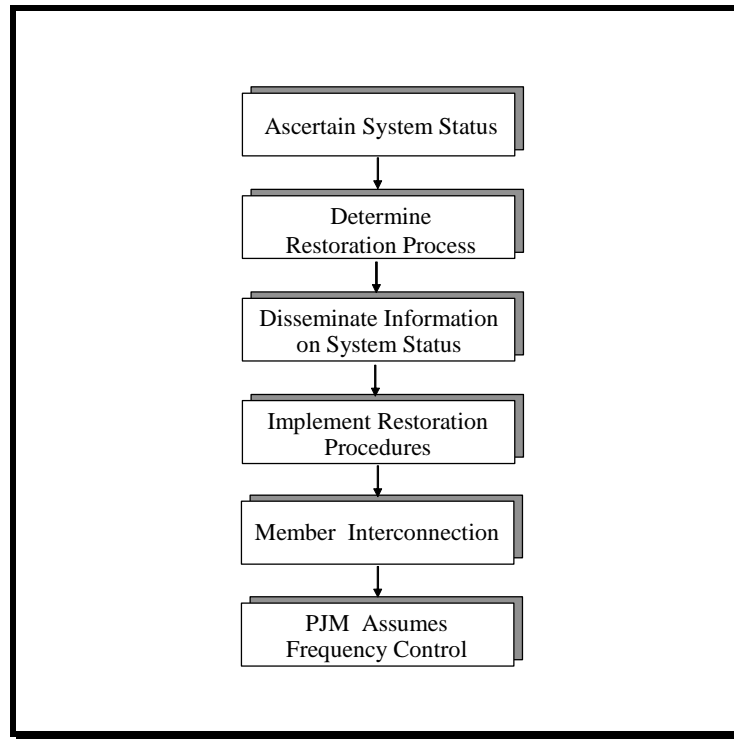 Ascertain System Status
Determine
Restoration Process
Disseminate Information
on System Status
Implement Restoration
Procedures
Member Interconnection
PJM Assumes
Frequency Control